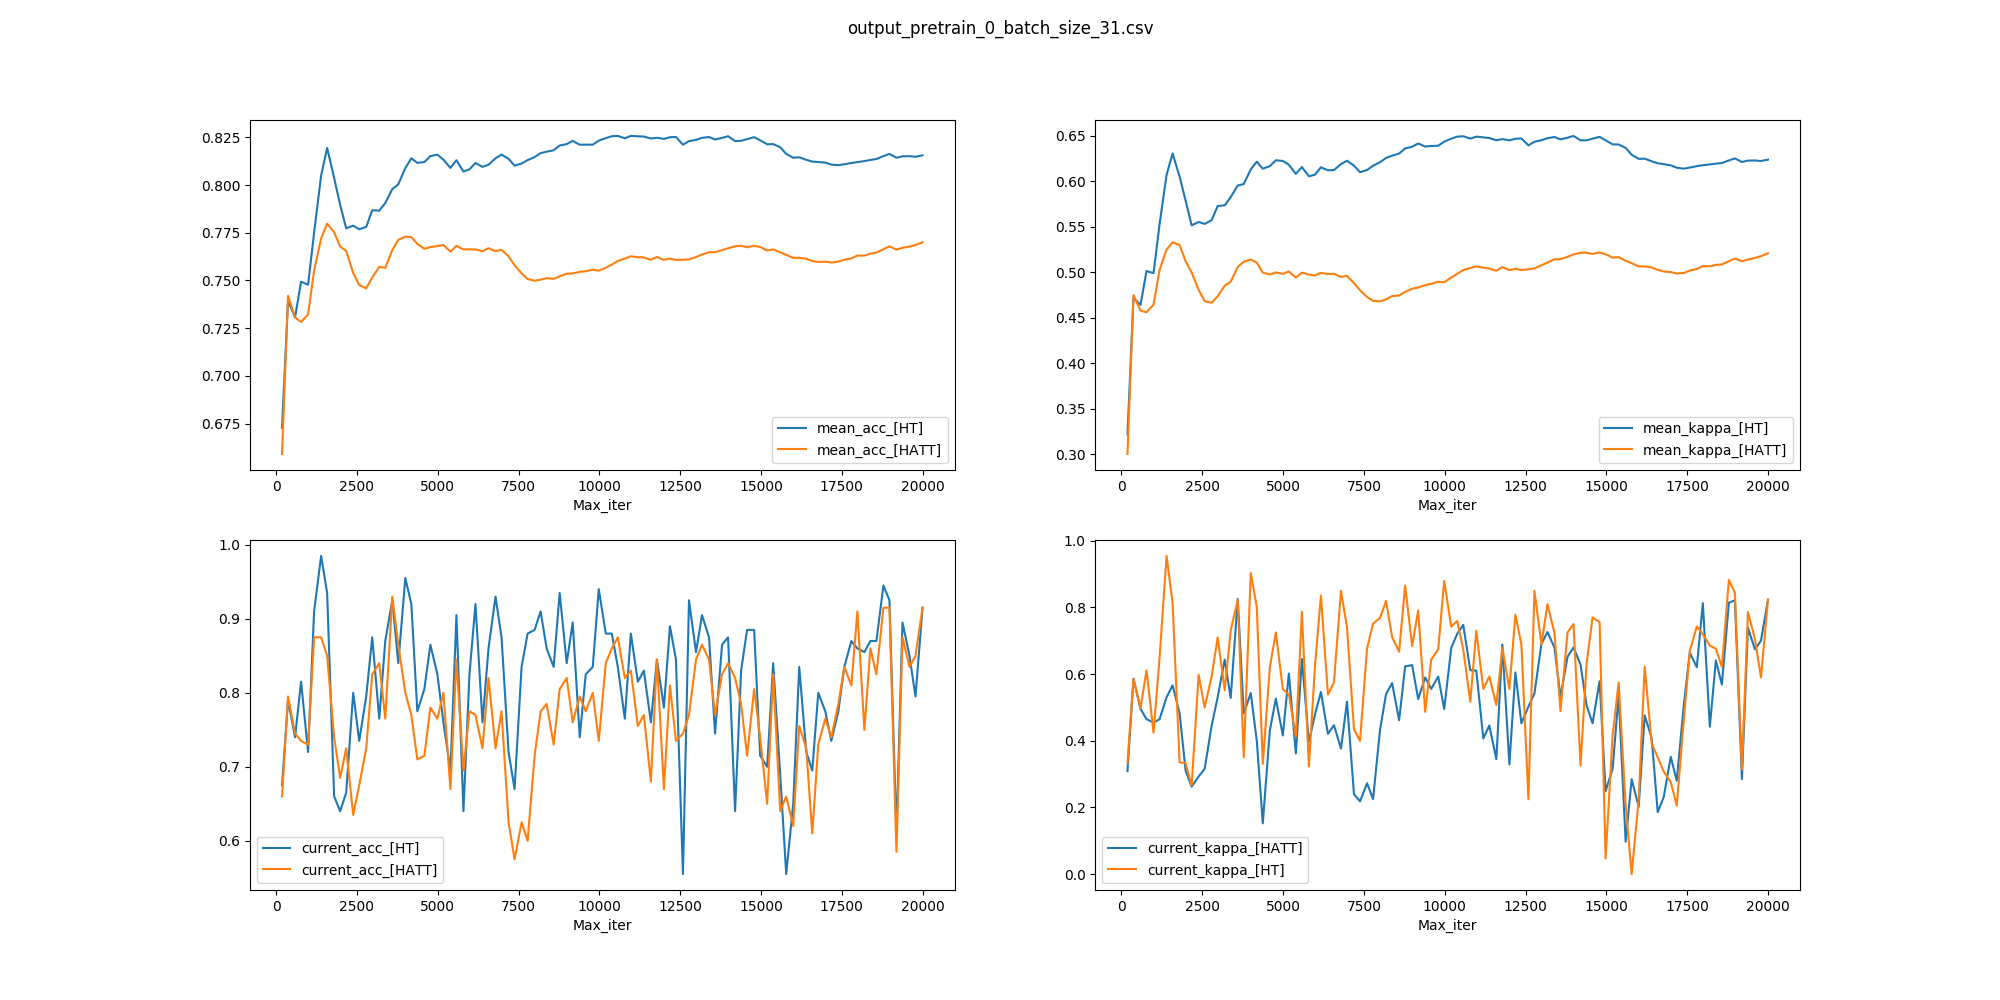 output_pretrain_0_batch_size_31.csv
0.825
0.800
0.775
0.750
0.725
0.700
0.675
mean_acc_[HT]
mean_acc_[HATT]
0 2500 5000 7500 10000 12500 15000 17500 20000
Max_iter
0.65
0.60
0.55
0.50
0.45
0.40
0.35
0.30
mean_kappa_[HT]
mean_kappa_[HATT]
0 2500 5000 7500 10000 12500 15000 17500 20000
Max_iter
1.0
0.9
0.8
0.7
0.6
current_acc_[HT]
current_acc_[HATT]
0 2500 5000 7500 10000 12500 15000 17500 20000
Max_iter
1.0
0.8
0.6
0.4
0.2
0.0
current_kappa_[HATT]
current_kappa_[HT]
0 2500 5000 7500 10000 12500 15000 17500 20000
Max_iter